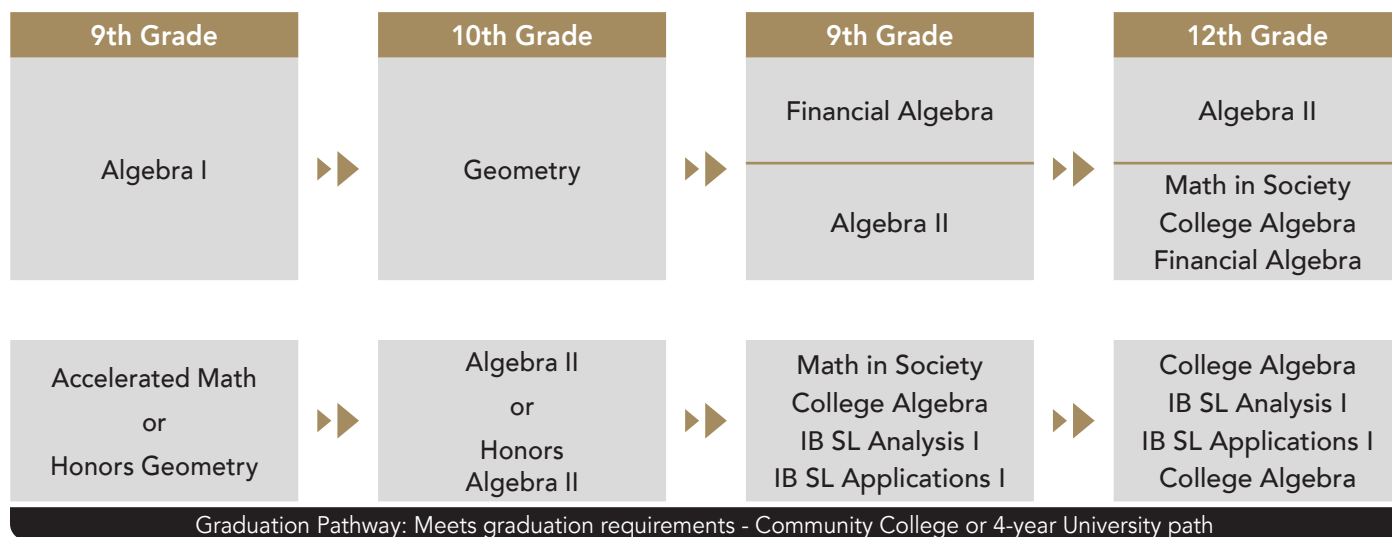 9th Grade
10th Grade
9th Grade
12th Grade
Algebra I
Geometry
Financial Algebra
Algebra II
Algebra II
Math in Society
College Algebra
Financial Algebra
Accelerated Math
or
Honors Geometry
Algebra II
or
Honors
Algebra II
Math in Society
College Algebra
IB SL Analysis I
IB SL Applications I
College Algebra
IB SL Analysis I
IB SL Applications I
College Algebra
Graduation Pathway: Meets graduation requirements - Community College or 4-year University path